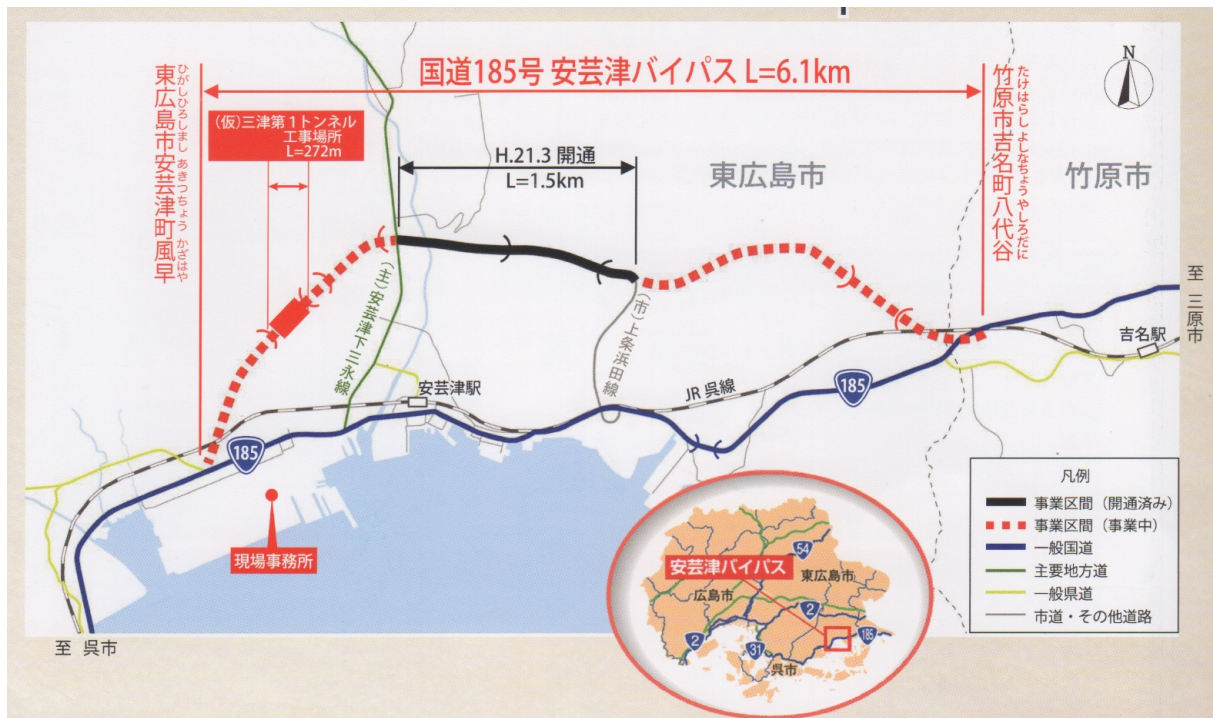 国道185号 安芸津バイパス L=6.1km
ひがしひろしまし あきつちょう かざはや
東広島市安芸津町風早
(仮)三津第1トンネル
工事場所
L=272m
H.21.3 開通
L=1.5km
東広島市
竹原市
たけはらし よしなちょう やしろだに
竹原市吉名町八代谷
N
至 三原市
(主)安芸津下三永線
(市)上条浜田線
吉名駅
安芸津駅
JR 呉線
185
185
現場事務所
至 呉市
凡例
事業区間(開通済み)
事業区間(事業中)
一般国道
主要地方道
一般県道
市道・その他道路
54
安芸津バイパス
東広島市
広島市
2
2
185
31
呉市